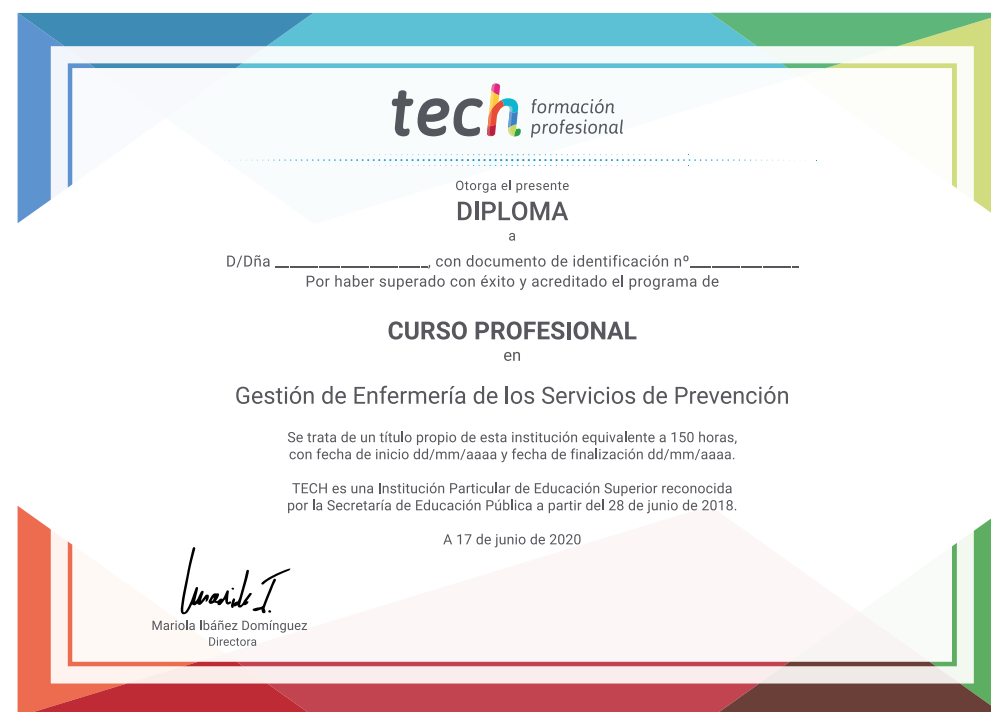 tech formación
profesional
Otorga el presente
DIPLOMA
a
D/Dña ______________________, con documento de identificación nº_______________
Por haber superado con éxito y acreditado el programa de
CURSO PROFESIONAL
en
Gestión de Enfermería de los Servicios de Prevención
Se trata de un título propio de esta institución equivalente a 150 horas,
con fecha de inicio dd/mm/aaaa y fecha de finalización dd/mm/aaaa.
TECH es una Institución Particular de Educación Superior reconocida
por la Secretaría de Educación Pública a partir del 28 de junio de 2018.
A 17 de junio de 2020
Mariola Ibáñez Domínguez
Directora